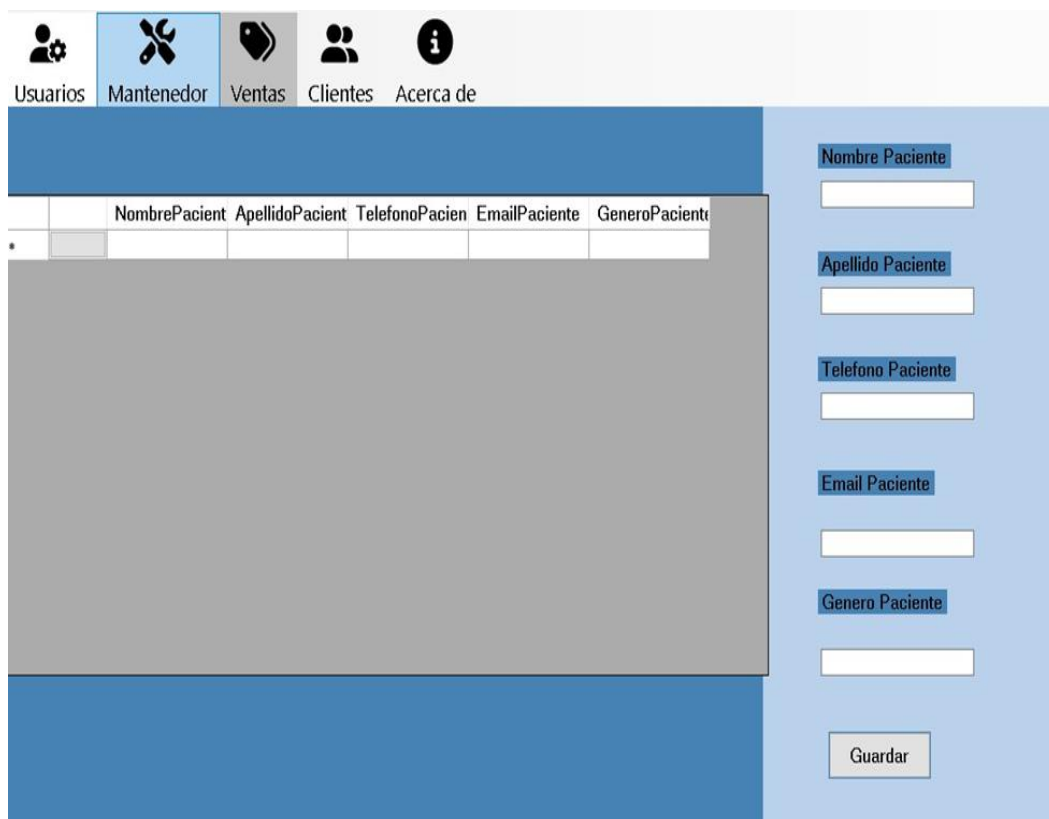 Usuarios Mantenedor Ventas Clientes Acerca de
Nombre Paciente
NombrePacient ApellidoPacient TelefonoPacien EmailPaciente GeneroPaciente
Apellido Paciente
Telefono Paciente
Email Paciente
Genero Paciente
Guardar